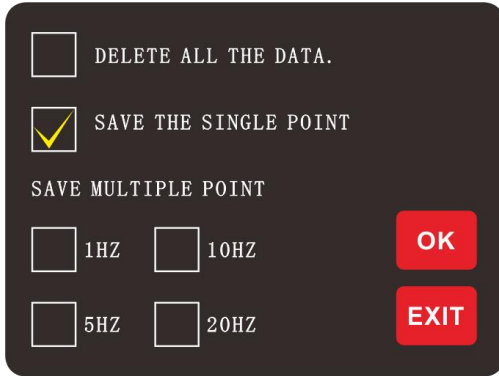 DELETE ALL THE DATA.
SAVE THE SINGLE POINT
SAVE MULTIPLE POINT
1HZ 10HZ OK
5HZ 20HZ EXIT